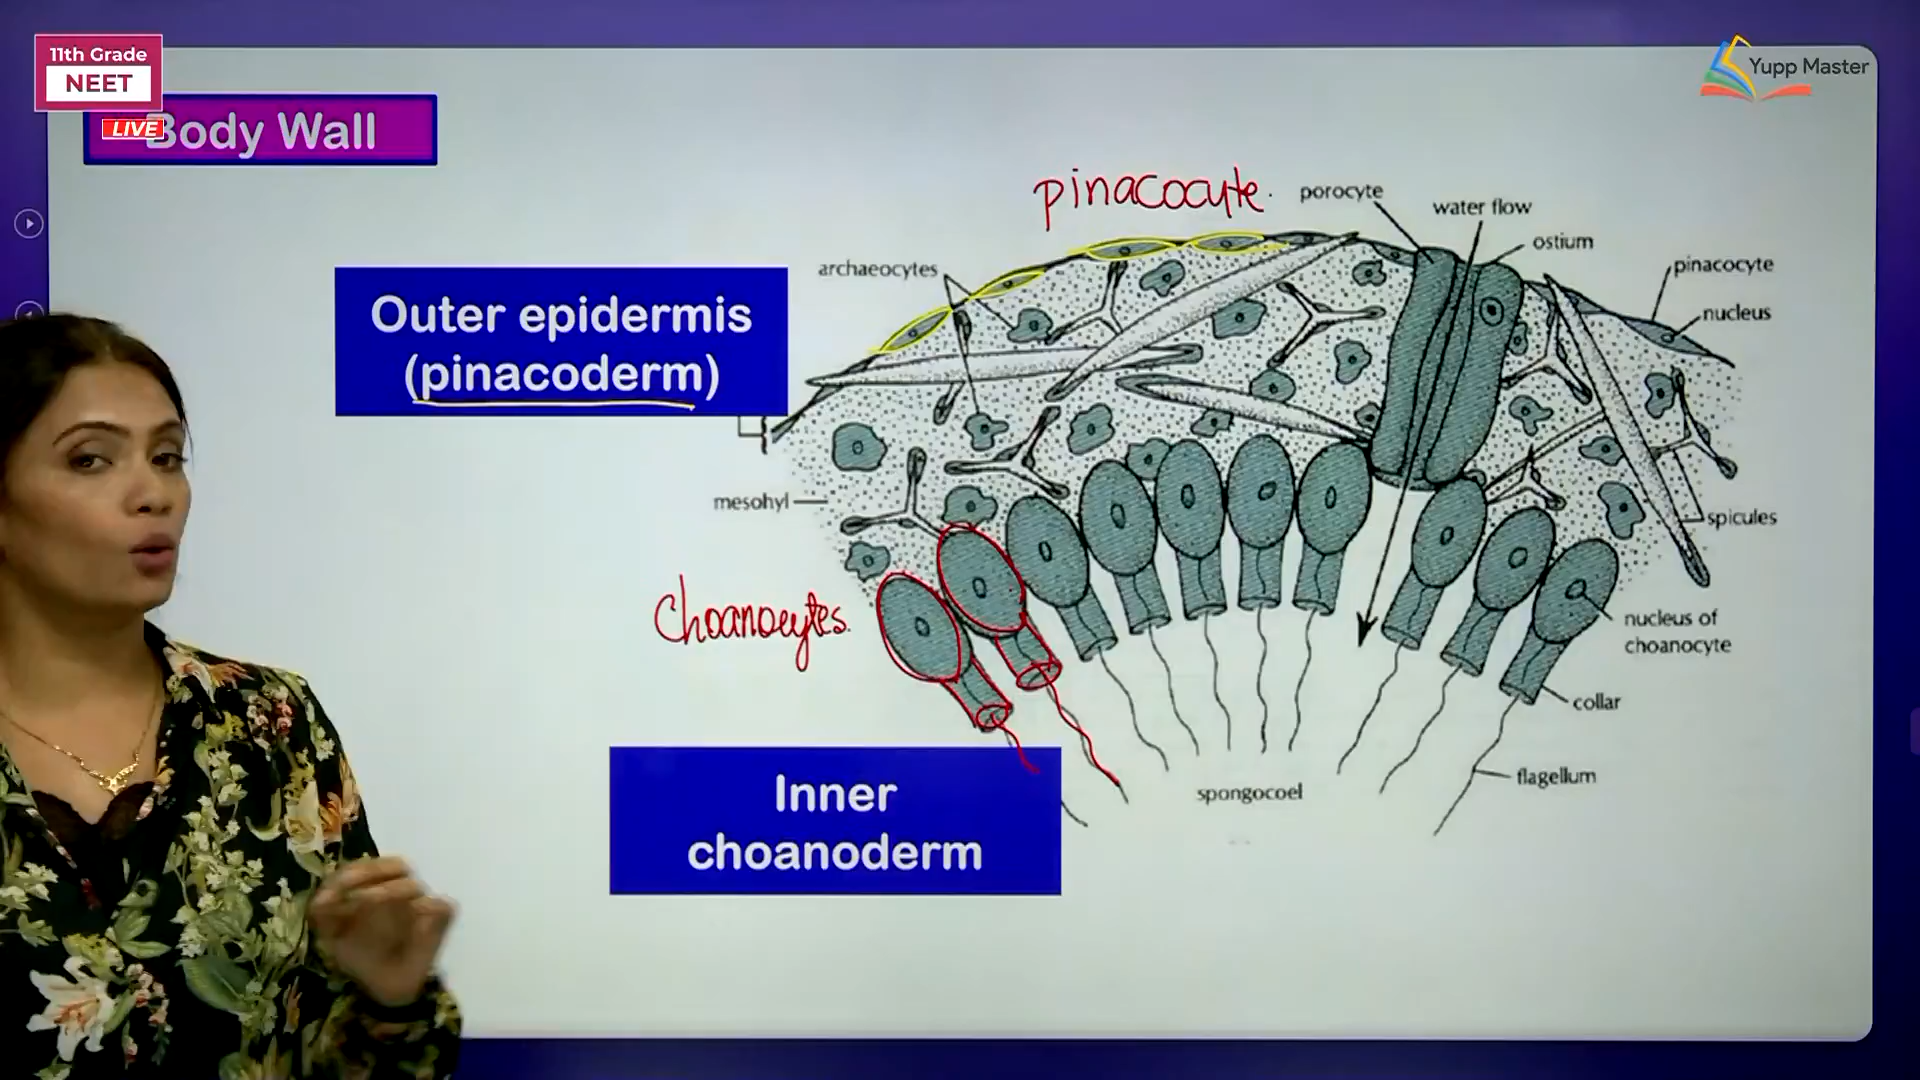 11th Grade
NEET
LIVE
Body Wall
Yupp Master
pinacocyte.
porocyte
water flow
ostium
pinacocyte
nucleus
archaeocytes
Outer epidermis
(pinacoderm)
mesohyl
spicules
Choanocytes.
nucleus of
choanocyte
collar
flagellum
spongocoel
Inner
choanoderm